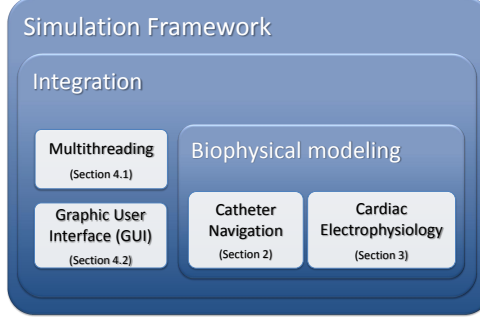 Simulation Framework
Integration
Multithreading
(Section 4.1)
Graphic User
Interface (GUI)
(Section 4.2)
Biophysical modeling
Catheter
Navigation
(Section 2)
Cardiac
Electrophysiology
(Section 3)